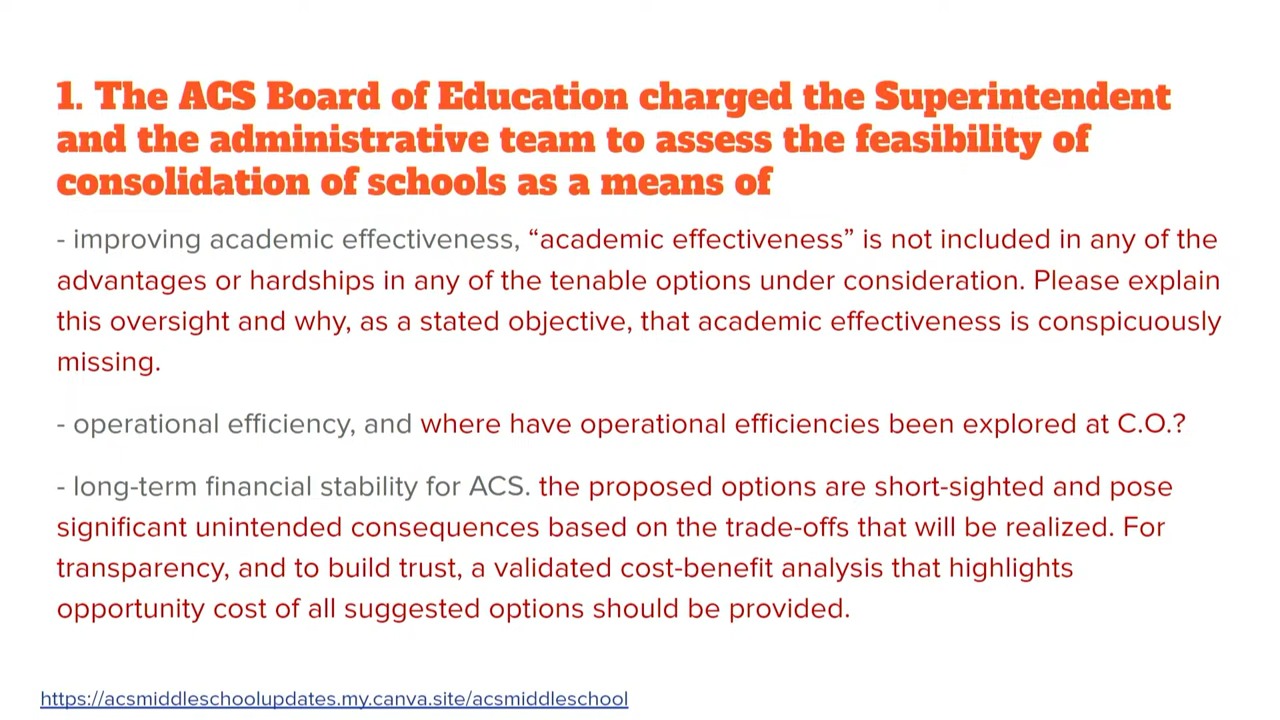 1. The ACS Board of Education charged the Superintendent
and the administrative team to assess the feasibility of
consolidation of schools as a means of
- improving academic effectiveness, “academic effectiveness” is not included in any of the
advantages or hardships in any of the tenable options under consideration. Please explain
this oversight and why, as a stated objective, that academic effectiveness is conspicuously
missing.
- operational efficiency, and where have operational efficiencies been explored at C.O.?
- long-term financial stability for ACS. the proposed options are short-sighted and pose
significant unintended consequences based on the trade-offs that will be realized. For
transparency, and to build trust, a validated cost-benefit analysis that highlights
opportunity cost of all suggested options should be provided.
https://acsmiddleschoolupdates.my.canva.site/acsmiddleschool